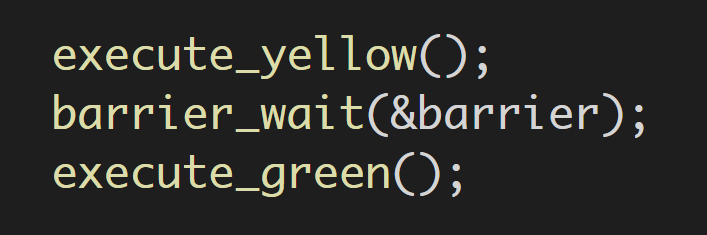 execute_yellow();
barrier_wait(&barrier);
execute_green();